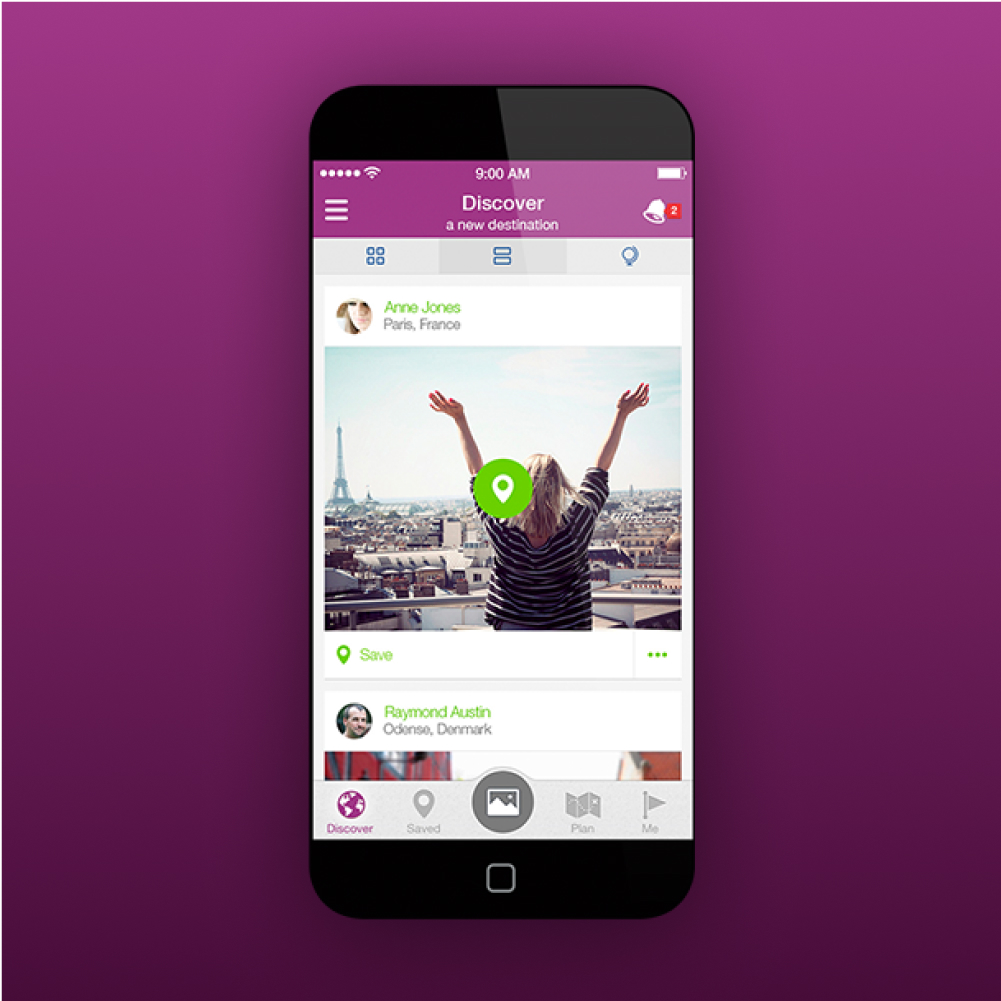 9:00 AM
Discover
2
a new destination
Anne Jones
Paris, France
Save
Raymond Austin
Odense, Denmark
Discover
Saved
Plan
Me